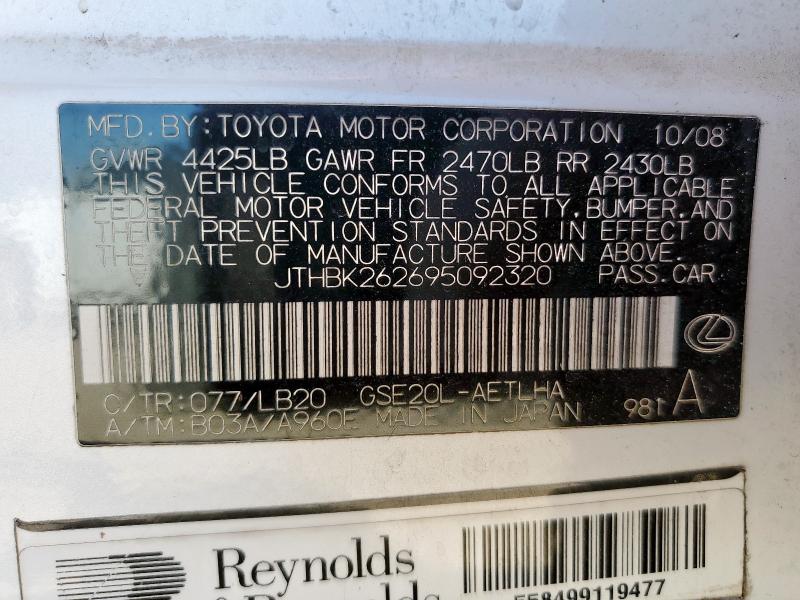 MFD.BY:TOYOTA MOTOR CORPORATION 10/08
GVWR 4425LB GAWR FR 2470LB RR 2430LB
THIS VEHICLE CONFORMS TO ALL APPLICABLE
FEDERAL MOTOR VEHICLE SAFETY,BUMPER,AND
THEFT PREVENTION STANDARDS IN EFFECT ON
THE DATE OF MANUFACTURE SHOWN ABOVE.
JTHBK262695092320 PASS.CAR
C/TR:077/LB20 GSE20L-AETLHA
A/TM:B03A/A960E MADE IN JAPAN 981 A
Reynolds
558499119477